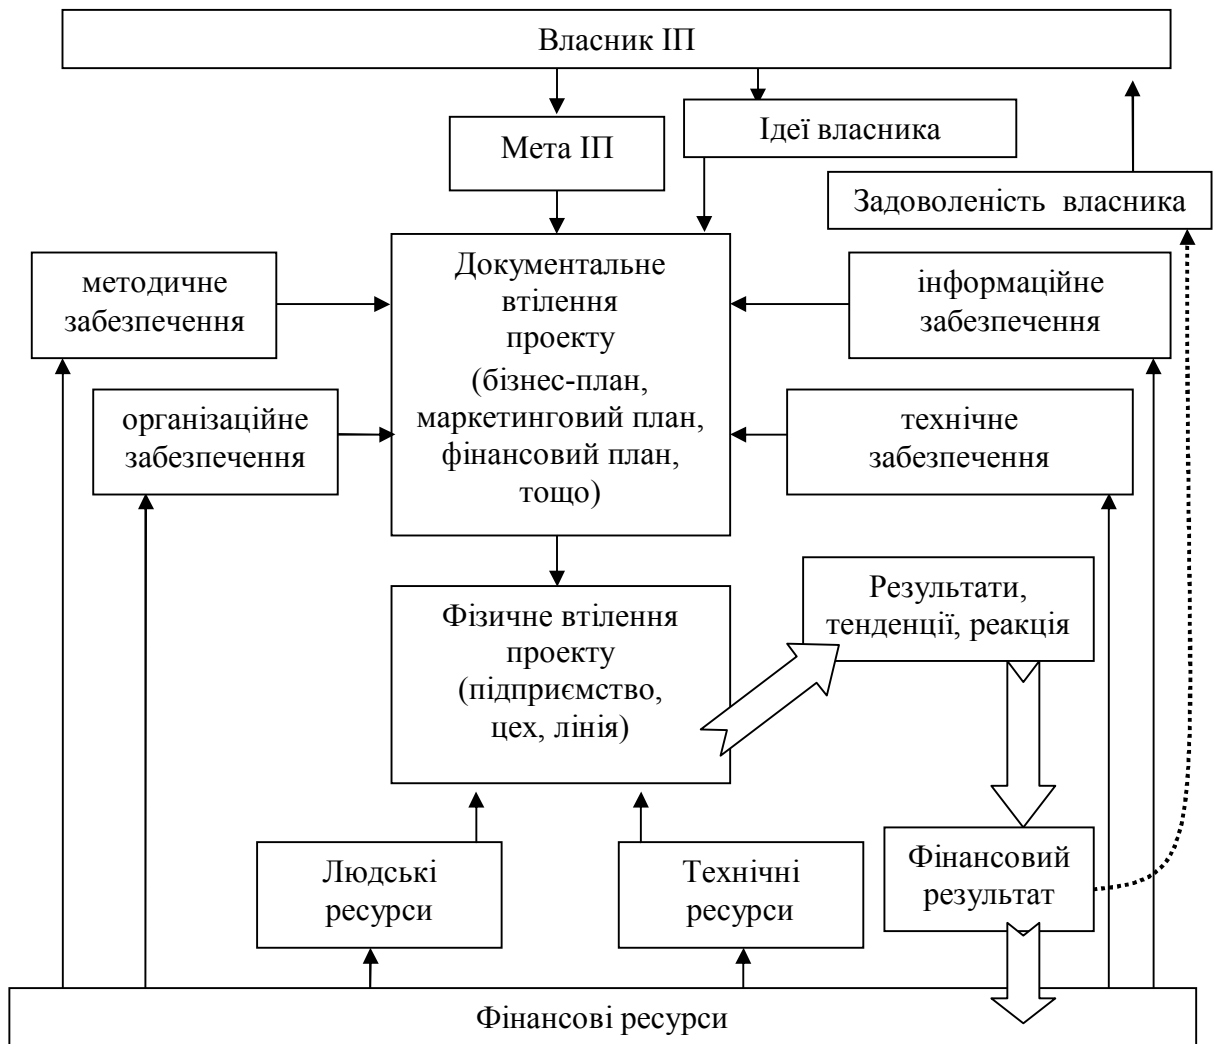 Власник ІП
Ідеї власника
Мета ІП
Задоволеність власника
методичне
забезпечення
Документальне
втілення
проекту
(бізнес-план,
маркетинговий план,
фінансовий план,
тощо)
інформаційне
забезпечення
організаційне
забезпечення
технічне
забезпечення
Фізичне втілення
проекту
(підприємство,
цех, лінія)
Результати,
тенденції, реакція
Людські
ресурси
Технічні
ресурси
Фінансовий
результат
Фінансові ресурси